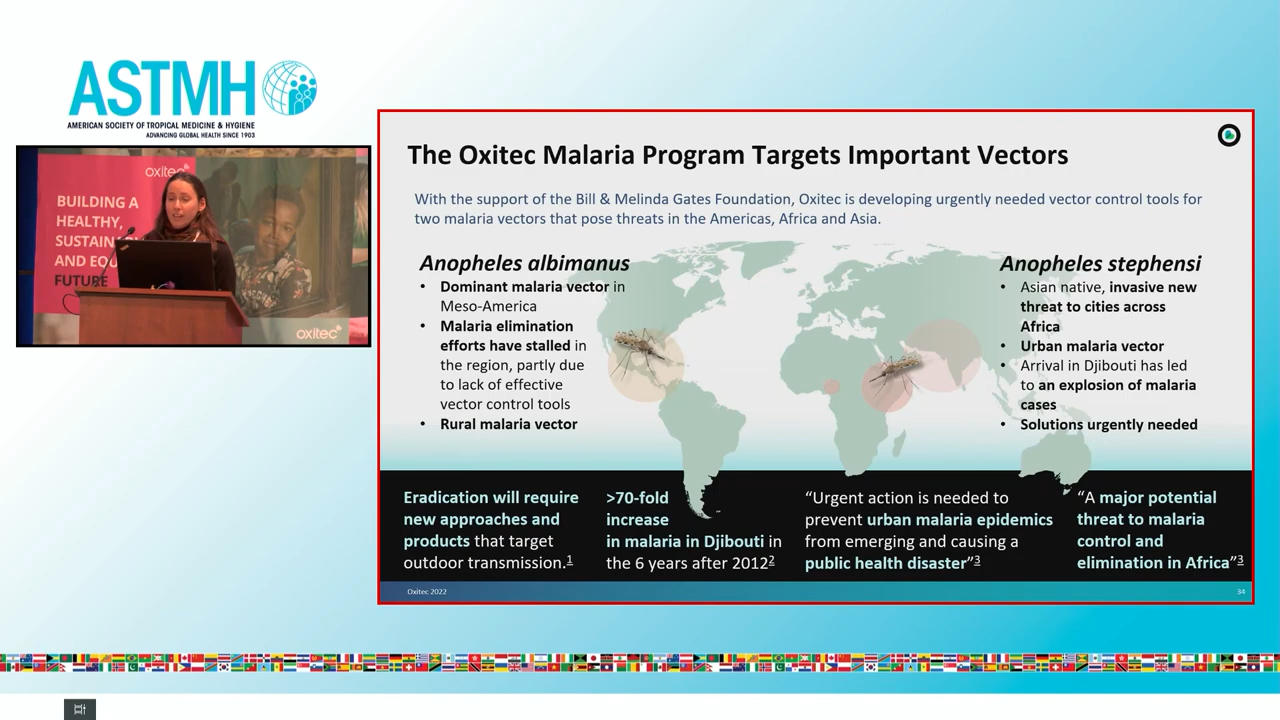 ASTMH
AMERICAN SOCIETY OF TROPICAL MEDICINE & HYGIENE
ADVANCING GLOBAL HEALTH SINCE 1903
oxitec
BUILDING A
HEALTHY,
AND
FUTURE
oxitec
The Oxitec Malaria Program Targets Important Vectors
With the support of the Bill & Melinda Gates Foundation, Oxitec is developing urgently needed vector control tools for
two malaria vectors that pose threats in the Americas, Africa and Asia.
Anopheles albimanus
• Dominant malaria vector in
Meso-America
• Malaria elimination
efforts have stalled in
the region, partly due
to lack of effective
vector control tools
• Rural malaria vector
Anopheles stephensi
• Asian native, invasive new
threat to cities across
Africa
• Urban malaria vector
• Arrival in Djibouti has led
to an explosion of malaria
cases
• Solutions urgently needed
Eradication will require
new approaches and
products that target
outdoor transmission.1
>70-fold
increase
in malaria in Djibouti in
the 6 years after 20122
“Urgent action is needed to
prevent urban malaria epidemics
from emerging and causing a
public health disaster”3
“A major potential
threat to malaria
control and
elimination in Africa”3
Oxitec 2022
34